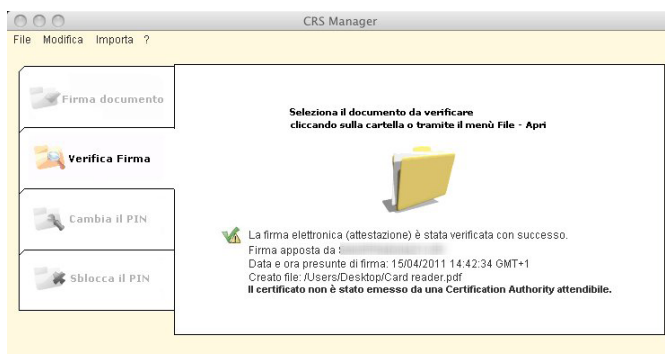 CRS Manager
File Modifica Importa ?
Firma documento
Verifica Firma
Cambia il PIN
Sblocca il PIN
Seleziona il documento da verificare
cliccando sulla cartella o tramite il menù File - Apri
La firma elettronica (attestazione) è stata verificata con successo.
Firma apposta da
Data e ora presunte di firma: 15/04/2011 14:42:34 GMT+1
Creato file: /Users/Desktop/Card reader.pdf
Il certificato non è stato emesso da una Certification Authority attendibile.